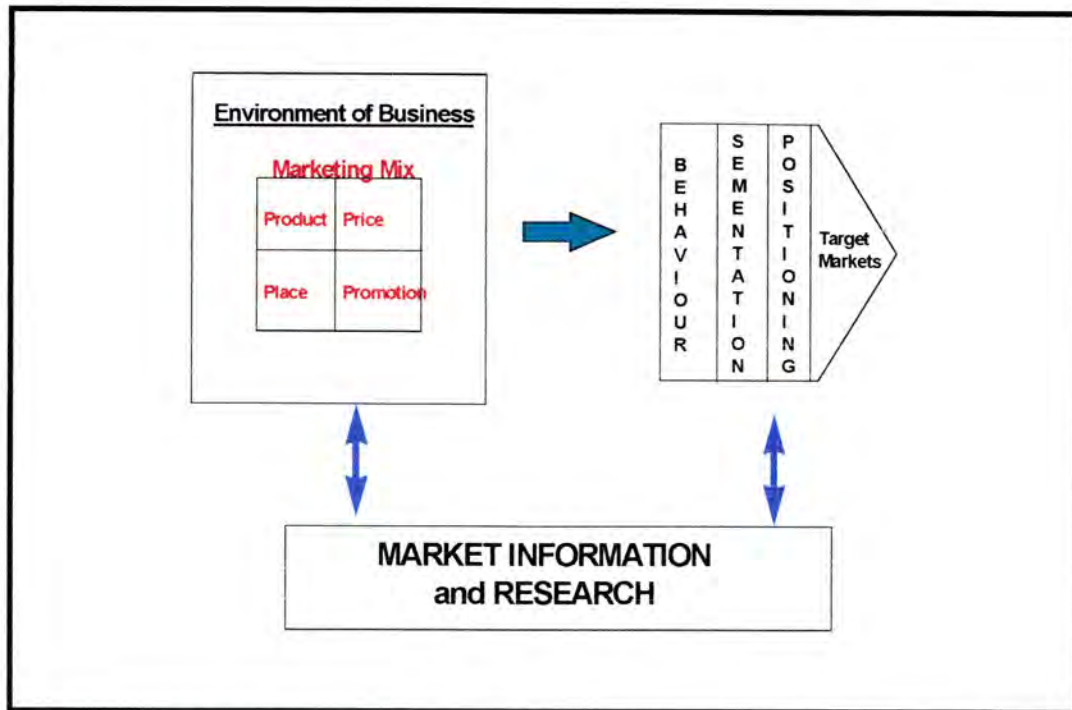 Environment of Business
Marketing Mix
Product Price
Place Promotion
BEHAVIOUR
SEMENTATION
POSITIONING
Target
Markets
MARKET INFORMATION
and RESEARCH